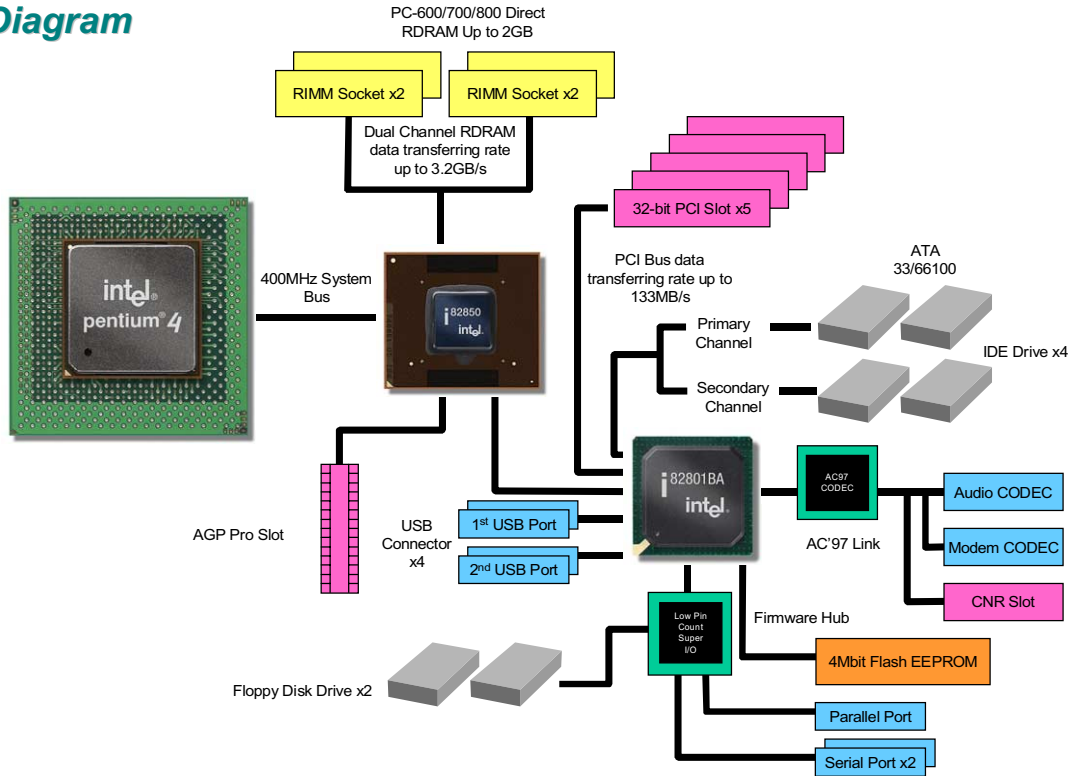 Diagram
PC-600/700/800 Direct
RDRAM Up to 2GB
RIMM Socket x2
RIMM Socket x2
Dual Channel RDRAM
data transferring rate
up to 3.2GB/s
32-bit PCI Slot x5
PCI Bus data
transferring rate up to
133MB/s
ATA
33/66100
intel®
pentium® 4
400MHz System
Bus
i 82850
intel.
Primary
Channel
IDE Drive x4
Secondary
Channel
i 82801BA
intel.
AC97
CODEC
AC'97 Link
Audio CODEC
Modem CODEC
CNR Slot
AGP Pro Slot
USB
Connector
x4
1st USB Port
2nd USB Port
Low Pin
Count
Super
I/O
Firmware Hub
4Mbit Flash EEPROM
Floppy Disk Drive x2
Parallel Port
Serial Port x2